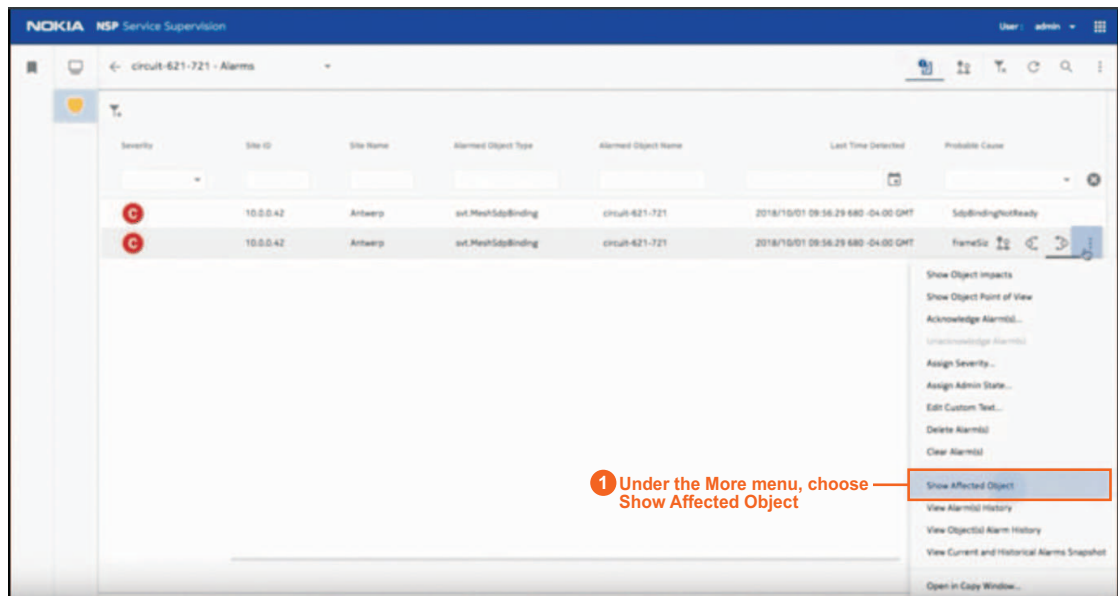 NOKIA NSP Service Supervision User: admin
circuit-621-721 - Alarms
Severity Site ID Site Name Alarmed Object Type Alarmed Object Name Last Time Detected Probable Cause
C 10.0.0.42 Antwerp svt.MeshSdpBinding circuit-621-721 2018/10/01 09:56:29 680 -04:00 GMT SdpBindingNotReady
C 10.0.0.42 Antwerp svt.MeshSdpBinding circuit-621-721 2018/10/01 09:56:29 680 -04:00 GMT frameSiz
Show Object Impacts
Show Object Point of View
Acknowledge Alarm(s)...
Unacknowledge Alarm(s)
Assign Severity...
Assign Admin State...
Edit Custom Text...
Delete Alarm(s)
Clear Alarm(s)
1 Under the More menu, choose
Show Affected Object
Show Affected Object
View Alarm(s) History
View Object(s) Alarm History
View Current and Historical Alarms Snapshot
Open in Copy Window...